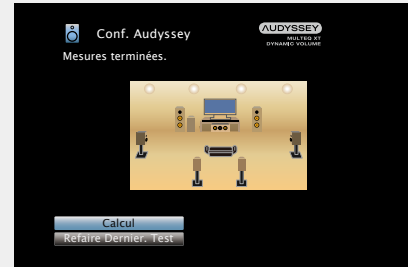 Conf. Audyssey
AUDYSSEY
MULTEQ XT
DYNAMIC VOLUME
Mesures terminées.
Calcul
Refaire Dernier. Test